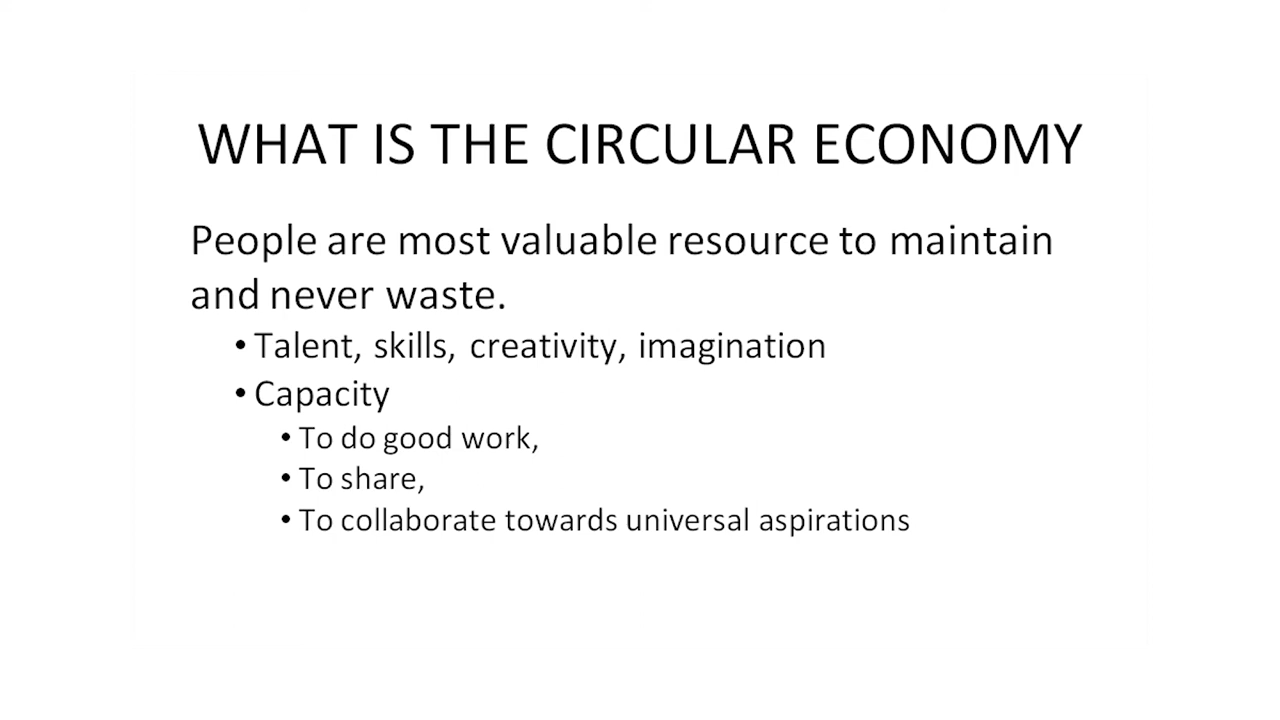 WHAT IS THE CIRCULAR ECONOMY
People are most valuable resource to maintain
and never waste.
• Talent, skills, creativity, imagination
• Capacity
• To do good work,
• To share,
• To collaborate towards universal aspirations